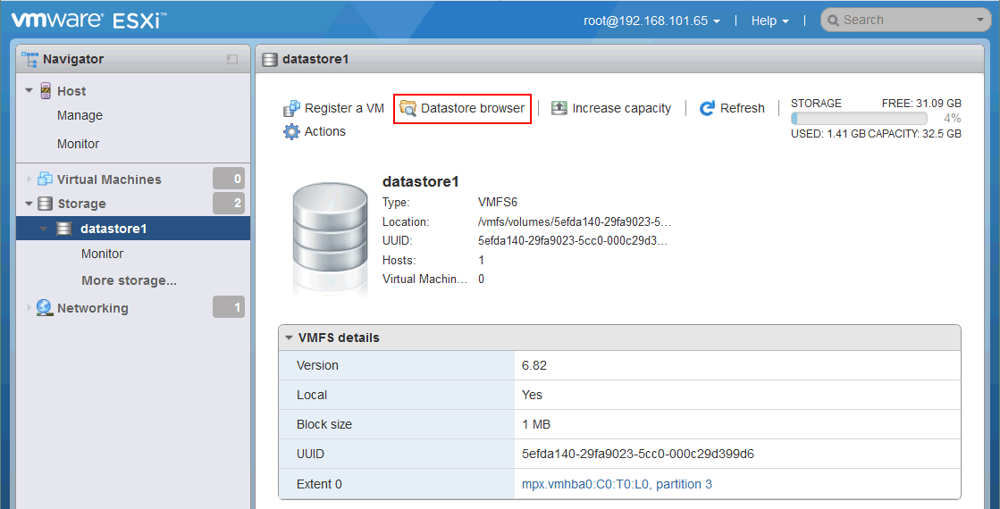 vmware® ESXi™
root@192.168.101.65 | Help | Search
Navigator
Host
Manage
Monitor
Virtual Machines 0
Storage 2
datastore1
Monitor
More storage...
Networking 1
datastore1
Register a VM Datastore browser | Increase capacity | Refresh |
Actions
STORAGE FREE: 31.09 GB
4%
USED: 1.41 GB CAPACITY: 32.5 GB
datastore1
Type: VMFS6
Location: /vmfs/volumes/5efda140-29fa9023-5...
UUID: 5efda140-29fa9023-5cc0-000c29d3...
Hosts: 1
Virtual Machin... 0
VMFS details
Version 6.82
Local Yes
Block size 1 MB
UUID 5efda140-29fa9023-5cc0-000c29d399d6
Extent 0 mpx.vmhba0:C0:T0:L0, partition 3